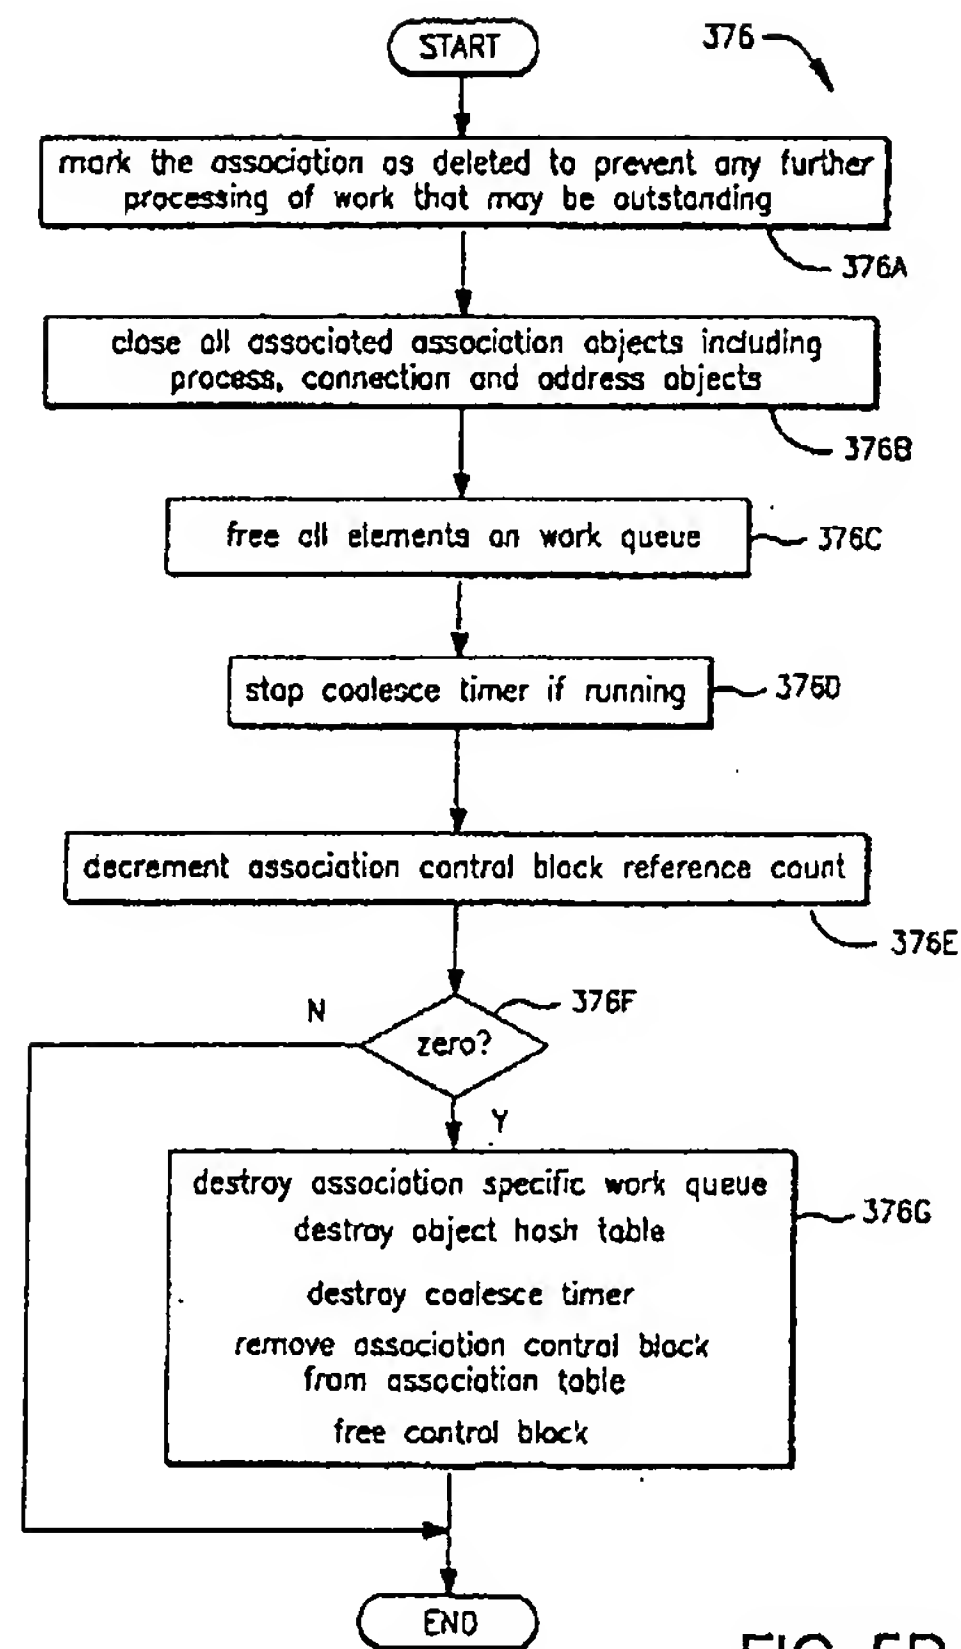 START
376
mark the association as deleted to prevent any further
processing of work that may be outstanding
376A
close all associated association objects including
process, connection and address objects
376B
free all elements on work queue
376C
stop coalesce timer if running
376D
decrement association control block reference count
376E
N
376F
zero?
Y
destroy association specific work queue
376G
destroy object hash table
destroy coalesce timer
remove association control block
from association table
free control block
END